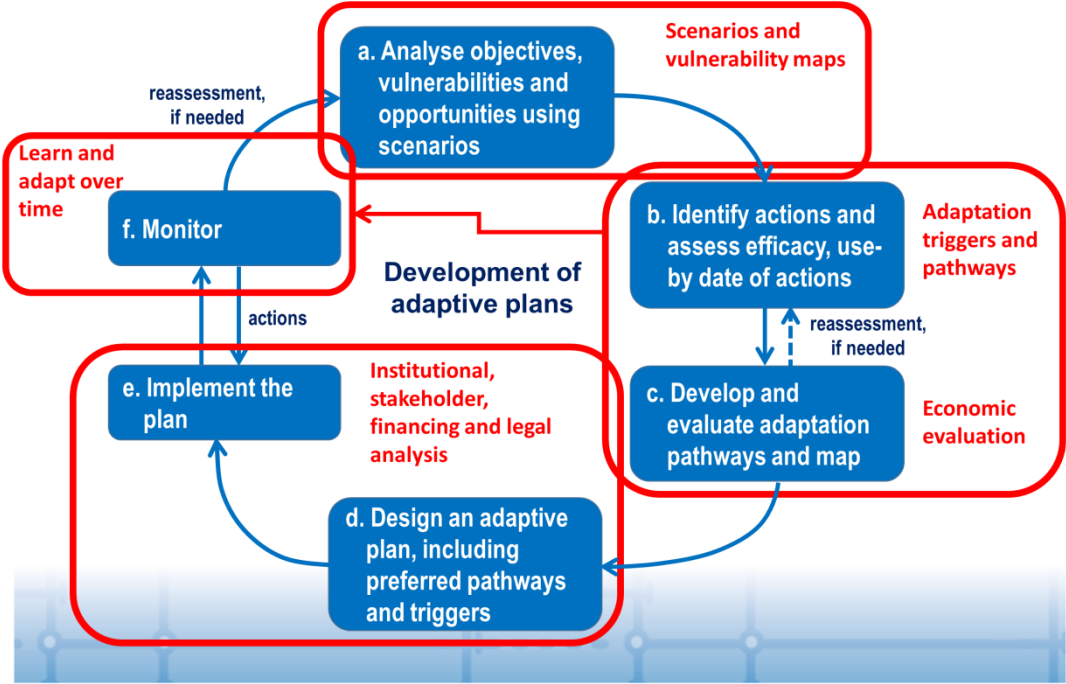 a. Analyse objectives,
vulnerabilities and
opportunities using
scenarios
Scenarios and
vulnerability maps
reassessment,
if needed
Learn and
adapt over
time
f. Monitor
b. Identify actions and
assess efficacy, use-
by date of actions
Adaptation
triggers and
pathways
Development of
adaptive plans
actions
reassessment,
if needed
e. Implement the
plan
Institutional,
stakeholder,
financing and legal
analysis
c. Develop and
evaluate adaptation
pathways and map
Economic
evaluation
d. Design an adaptive
plan, including
preferred pathways
and triggers